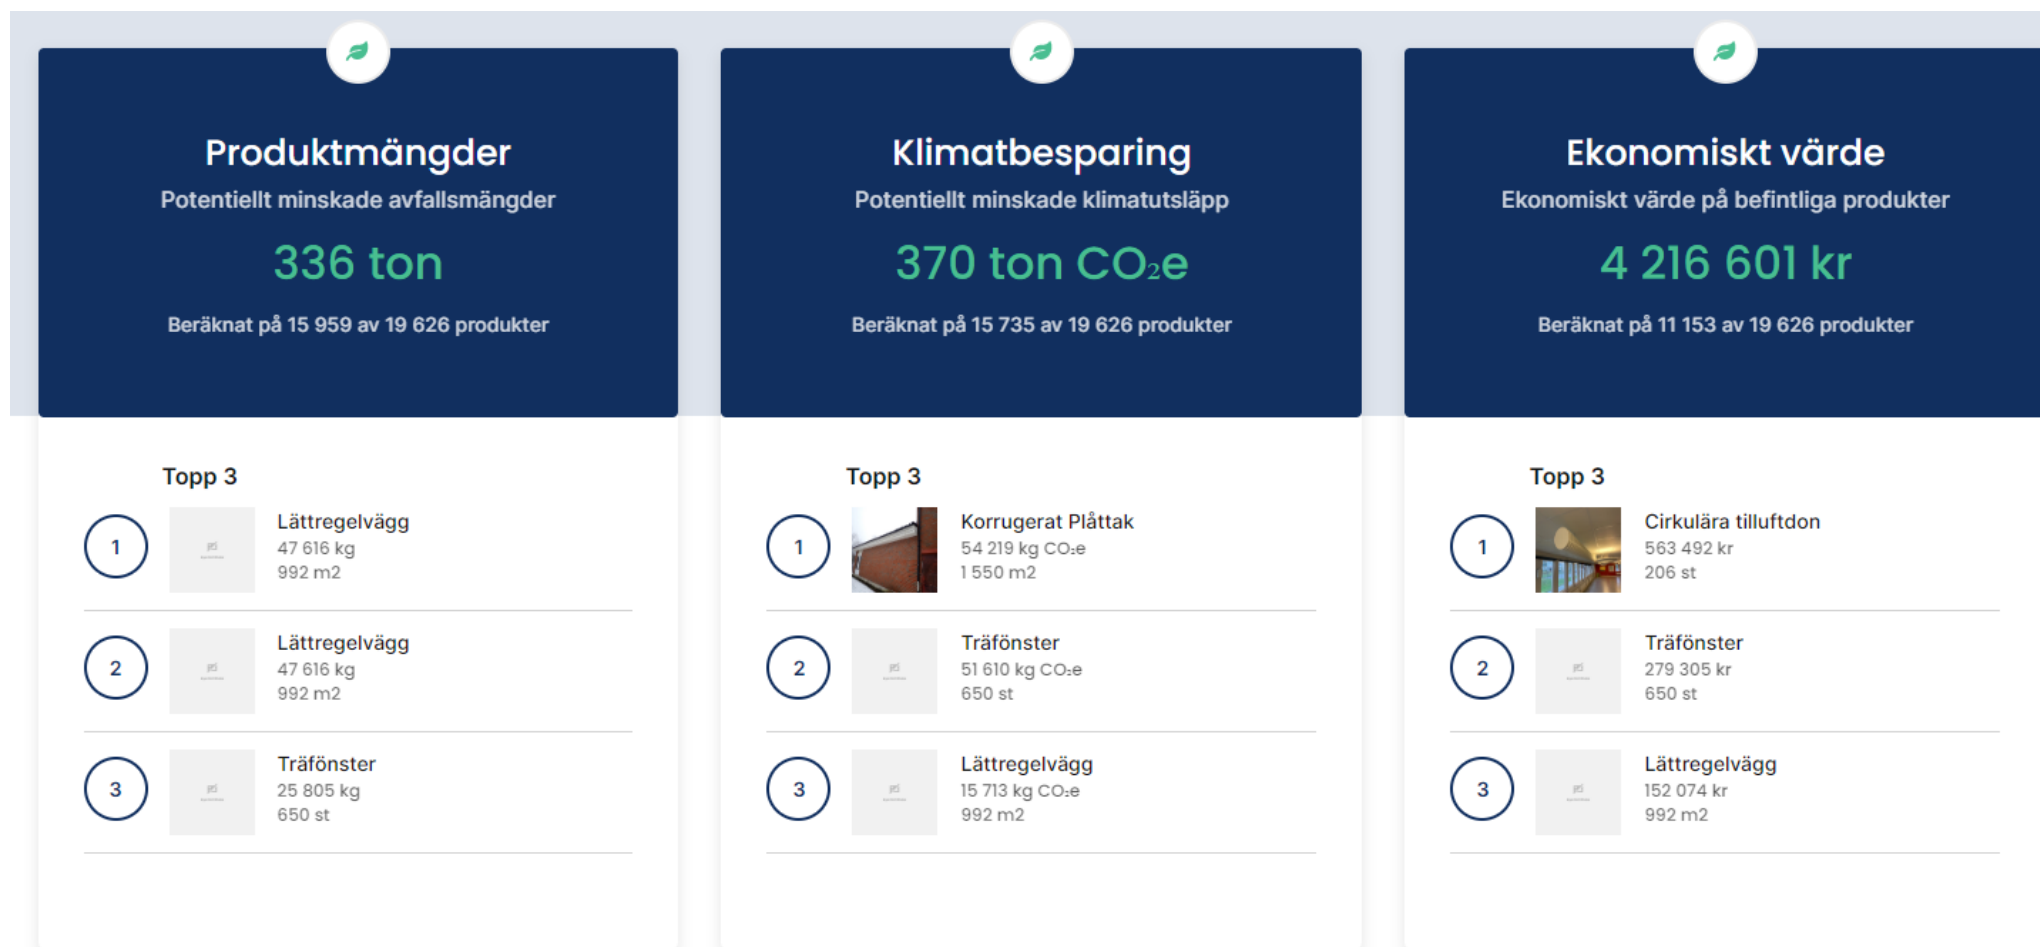 Produktmängder
Potentiellt minskade avfallsmängder
336 ton
Beräknat på 15 959 av 19 626 produkter
Topp 3
1
Lättregelvägg
47 616 kg
992 m2
2
Lättregelvägg
47 616 kg
992 m2
3
Träfönster
25 805 kg
650 st
Klimatbesparing
Potentiellt minskade klimatutsläpp
370 ton CO₂e
Beräknat på 15 735 av 19 626 produkter
Topp 3
1
Korrugerat Plåttak
54 219 kg CO₂e
1 550 m2
2
Träfönster
51 610 kg CO₂e
650 st
3
Lättregelvägg
15 713 kg CO₂e
992 m2
Ekonomiskt värde
Ekonomiskt värde på befintliga produkter
4 216 601 kr
Beräknat på 11 153 av 19 626 produkter
Topp 3
1
Cirkulära tilluftdon
563 492 kr
206 st
2
Träfönster
279 305 kr
650 st
3
Lättregelvägg
152 074 kr
992 m2